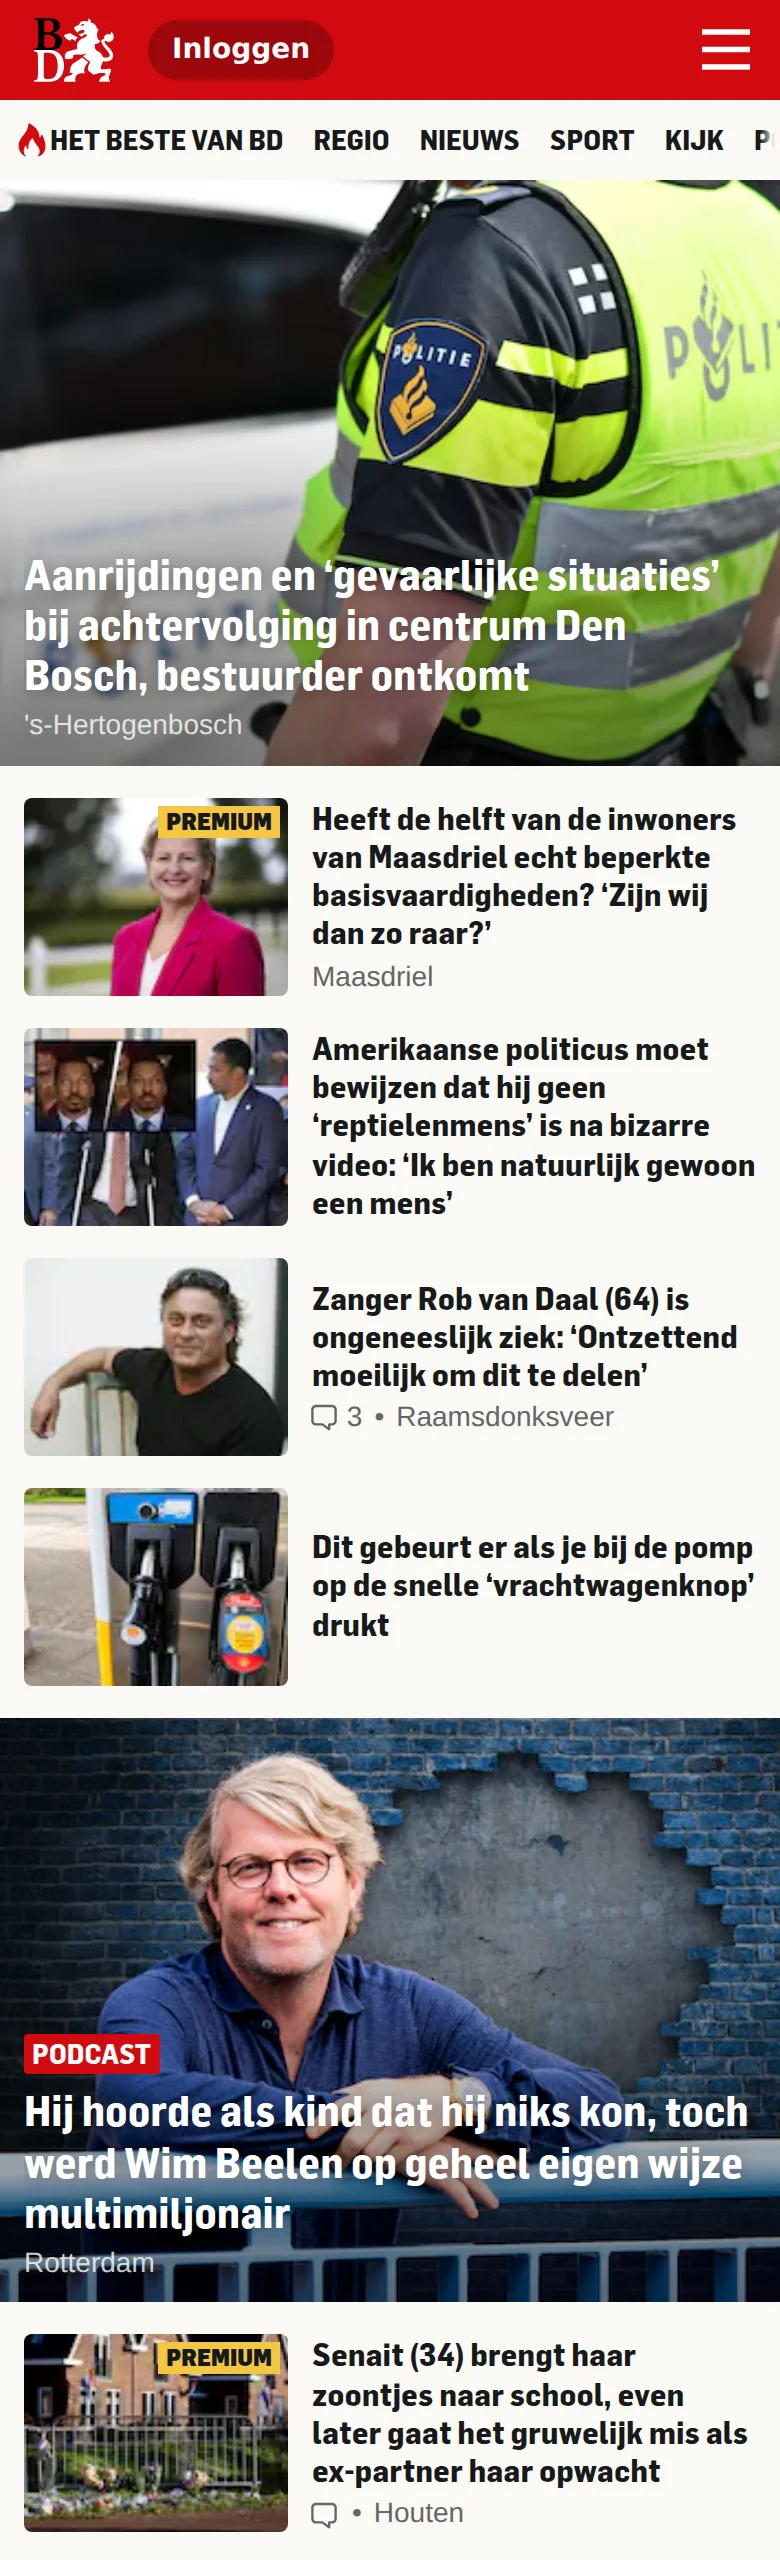 B
D
Inloggen
HET BESTE VAN BD REGIO NIEUWS SPORT KIJK
POLITIE
Aanrijdingen en ‘gevaarlijke situaties’
bij achtervolging in centrum Den
Bosch, bestuurder ontkomt
's-Hertogenbosch
PREMIUM
Heeft de helft van de inwoners
van Maasdriel echt beperkte
basisvaardigheden? ‘Zijn wij
dan zo raar?’
Maasdriel
Amerikaanse politicus moet
bewijzen dat hij geen
‘reptielenmens’ is na bizarre
video: ‘Ik ben natuurlijk gewoon
een mens’
Zanger Rob van Daal (64) is
ongeneeslijk ziek: ‘Ontzettend
moeilijk om dit te delen’
3 • Raamsdonksveer
Dit gebeurt er als je bij de pomp
op de snelle ‘vrachtwagenknop’
drukt
PODCAST
Hij hoorde als kind dat hij niks kon, toch
werd Wim Beelen op geheel eigen wijze
multimiljonair
Rotterdam
PREMIUM
Senait (34) brengt haar
zoontjes naar school, even
later gaat het gruwelijk mis als
ex-partner haar opwacht
• Houten